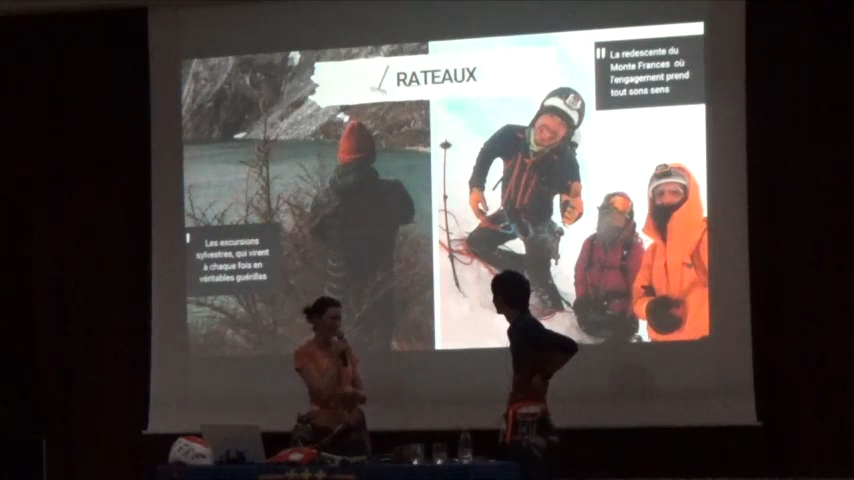 RATEAUX
La redescente du
Monte Frances où
l'engagement prend
tout sons sens
Les excursions
sylvestres, qui virent
à chaque fois en
véritables guérillas